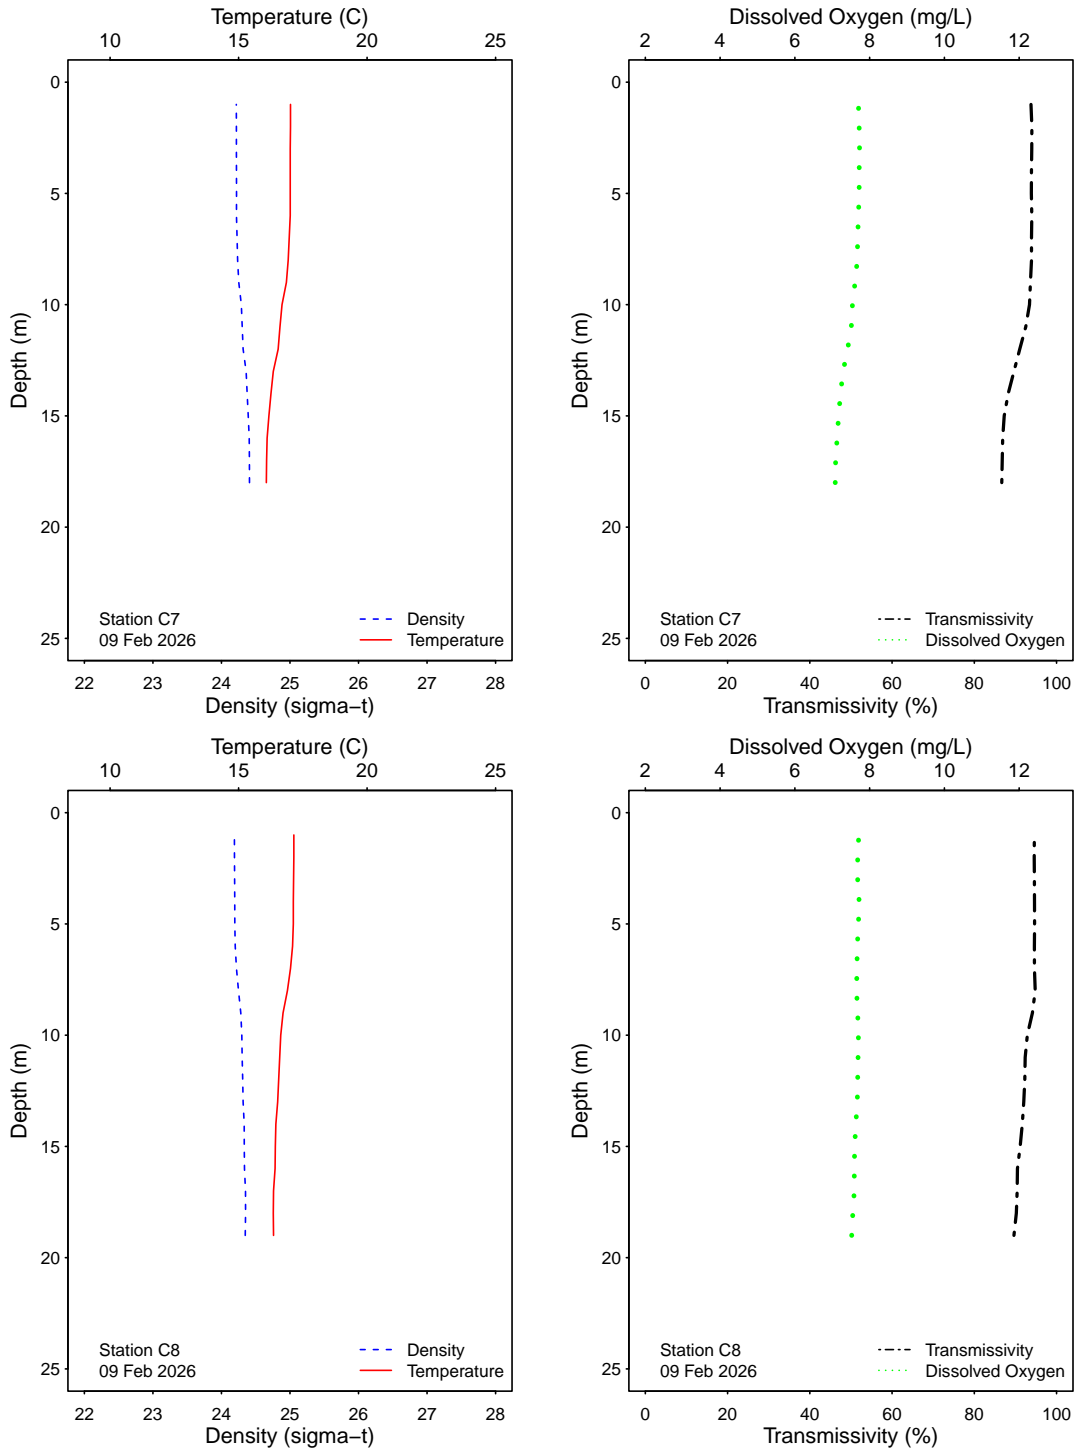 Temperature (C)
10 15 20 25
0
5
10
15
20
25
Depth (m)
Station C7
09 Feb 2026
Density
Temperature
22 23 24 25 26 27 28
Density (sigma−t)
Dissolved Oxygen (mg/L)
2 4 6 8 10 12
0
5
10
15
20
25
Depth (m)
Station C7
09 Feb 2026
Transmissivity
Dissolved Oxygen
0 20 40 60 80 100
Transmissivity (%)
Temperature (C)
10 15 20 25
0
5
10
15
20
25
Depth (m)
Station C8
09 Feb 2026
Density
Temperature
22 23 24 25 26 27 28
Density (sigma−t)
Dissolved Oxygen (mg/L)
2 4 6 8 10 12
0
5
10
15
20
25
Depth (m)
Station C8
09 Feb 2026
Transmissivity
Dissolved Oxygen
0 20 40 60 80 100
Transmissivity (%)